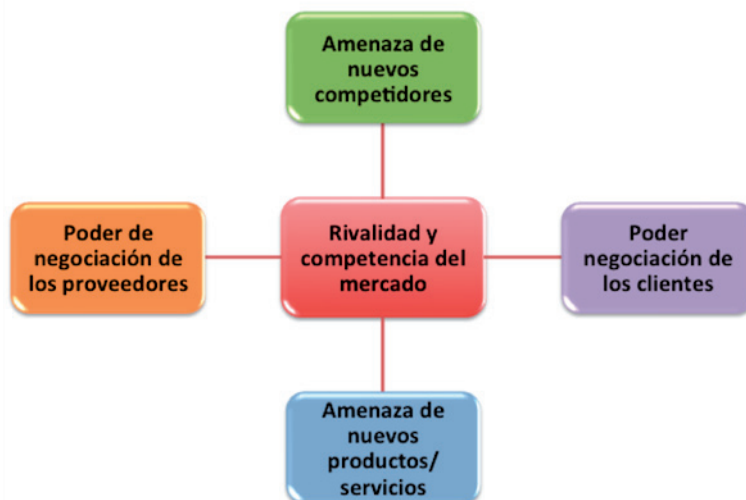 Amenaza de
nuevos
competidores
Poder de
negociación de
los proveedores
Rivalidad y
competencia del
mercado
Poder
negociación de
los clientes
Amenaza de
nuevos
productos/
servicios